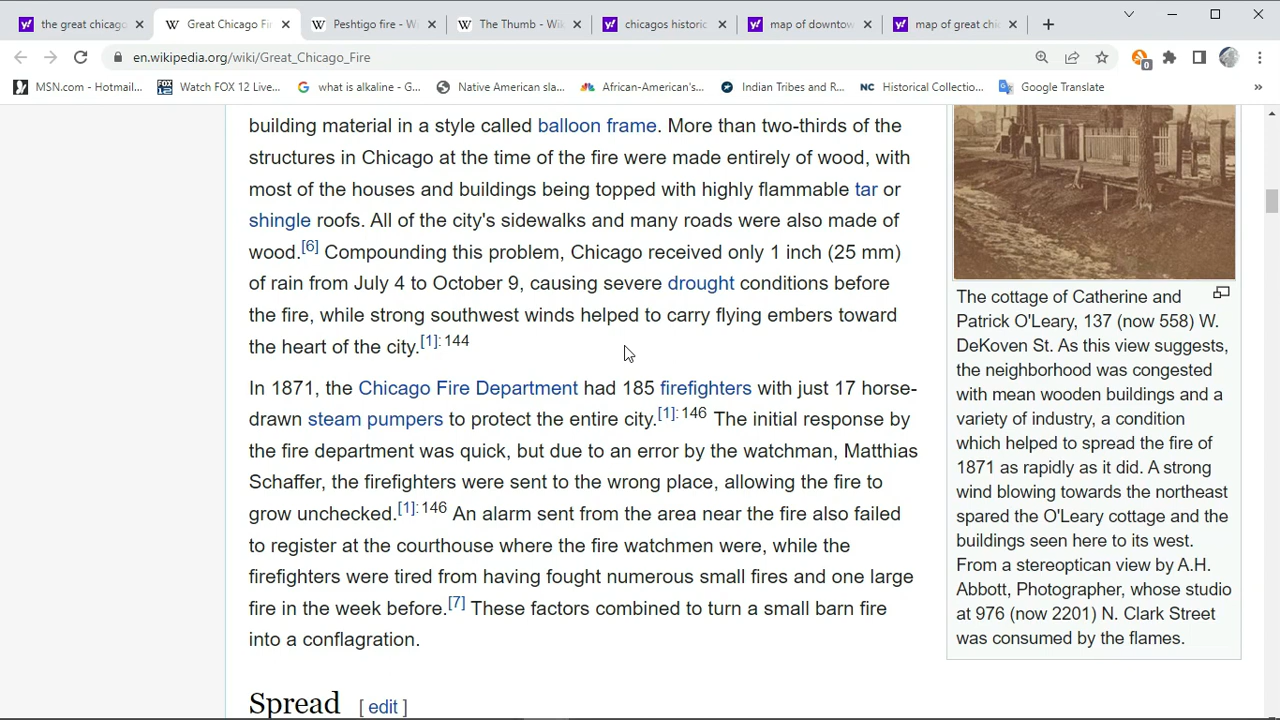 the great chicago
Great Chicago Fir
Peshtigo fire - Wi
The Thumb - Wik
chicagos historic
map of downtow
map of great chic
en.wikipedia.org/wiki/Great_Chicago_Fire
0
MSN.com - Hotmail...
Watch FOX 12 Live...
what is alkaline - G...
Native American sla...
African-American's...
Indian Tribes and R...
NC Historical Collectio...
Google Translate
»
building material in a style called balloon frame. More than two-thirds of the
structures in Chicago at the time of the fire were made entirely of wood, with
most of the houses and buildings being topped with highly flammable tar or
shingle roofs. All of the city's sidewalks and many roads were also made of
wood.[6] Compounding this problem, Chicago received only 1 inch (25 mm)
of rain from July 4 to October 9, causing severe drought conditions before
the fire, while strong southwest winds helped to carry flying embers toward
the heart of the city.[1]:144
In 1871, the Chicago Fire Department had 185 firefighters with just 17 horse-
drawn steam pumpers to protect the entire city.[1]:146 The initial response by
the fire department was quick, but due to an error by the watchman, Matthias
Schaffer, the firefighters were sent to the wrong place, allowing the fire to
grow unchecked.[1]:146 An alarm sent from the area near the fire also failed
to register at the courthouse where the fire watchmen were, while the
firefighters were tired from having fought numerous small fires and one large
fire in the week before.[7] These factors combined to turn a small barn fire
into a conflagration.
Spread [ edit ]
The cottage of Catherine and
Patrick O'Leary, 137 (now 558) W.
DeKoven St. As this view suggests,
the neighborhood was congested
with mean wooden buildings and a
variety of industry, a condition
which helped to spread the fire of
1871 as rapidly as it did. A strong
wind blowing towards the northeast
spared the O'Leary cottage and the
buildings seen here to its west.
From a stereoptican view by A.H.
Abbott, Photographer, whose studio
at 976 (now 2201) N. Clark Street
was consumed by the flames.